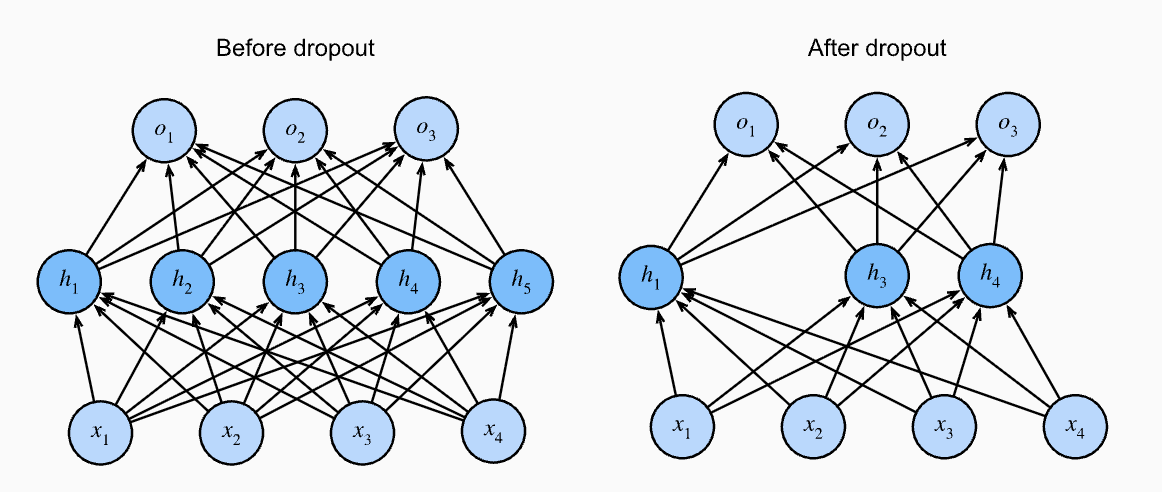 Before dropout
After dropout
o1 o2 o3
o1 o2 o3
h1 h2 h3 h4 h5
h1 h3 h4
x1 x2 x3 x4
x1 x2 x3 x4